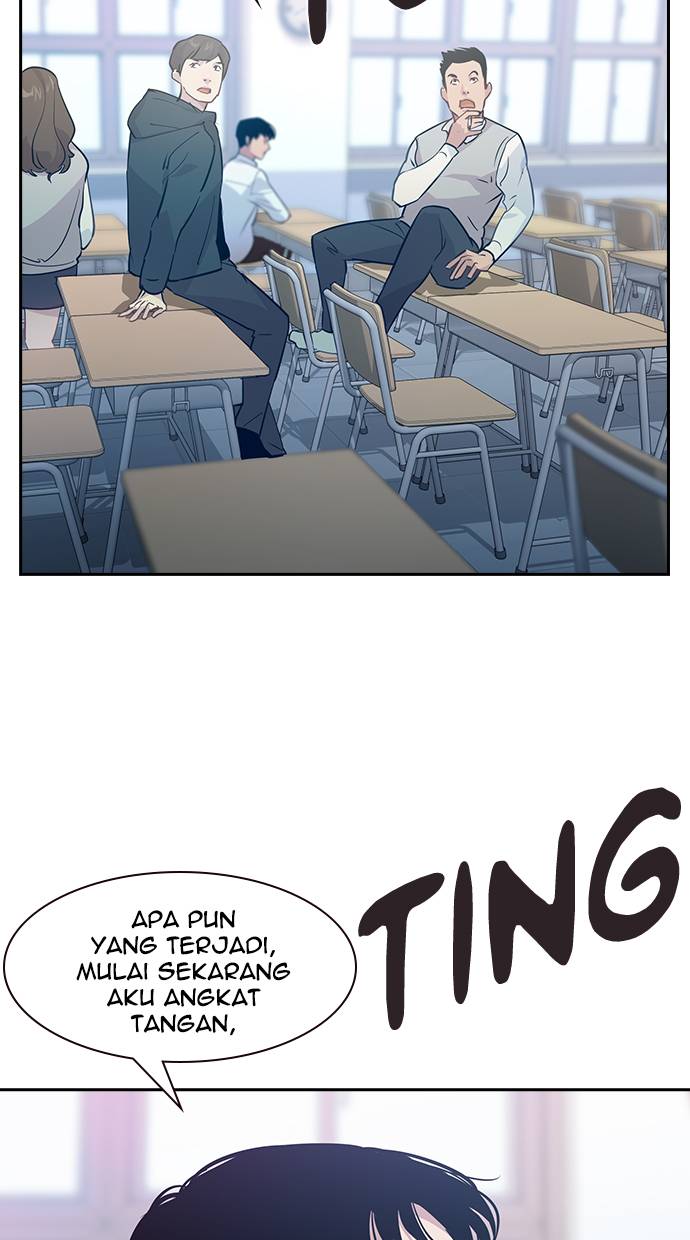 TING
APA PUN
YANG TERJADI,
MULAI SEKARANG
AKU ANGKAT
TANGAN,